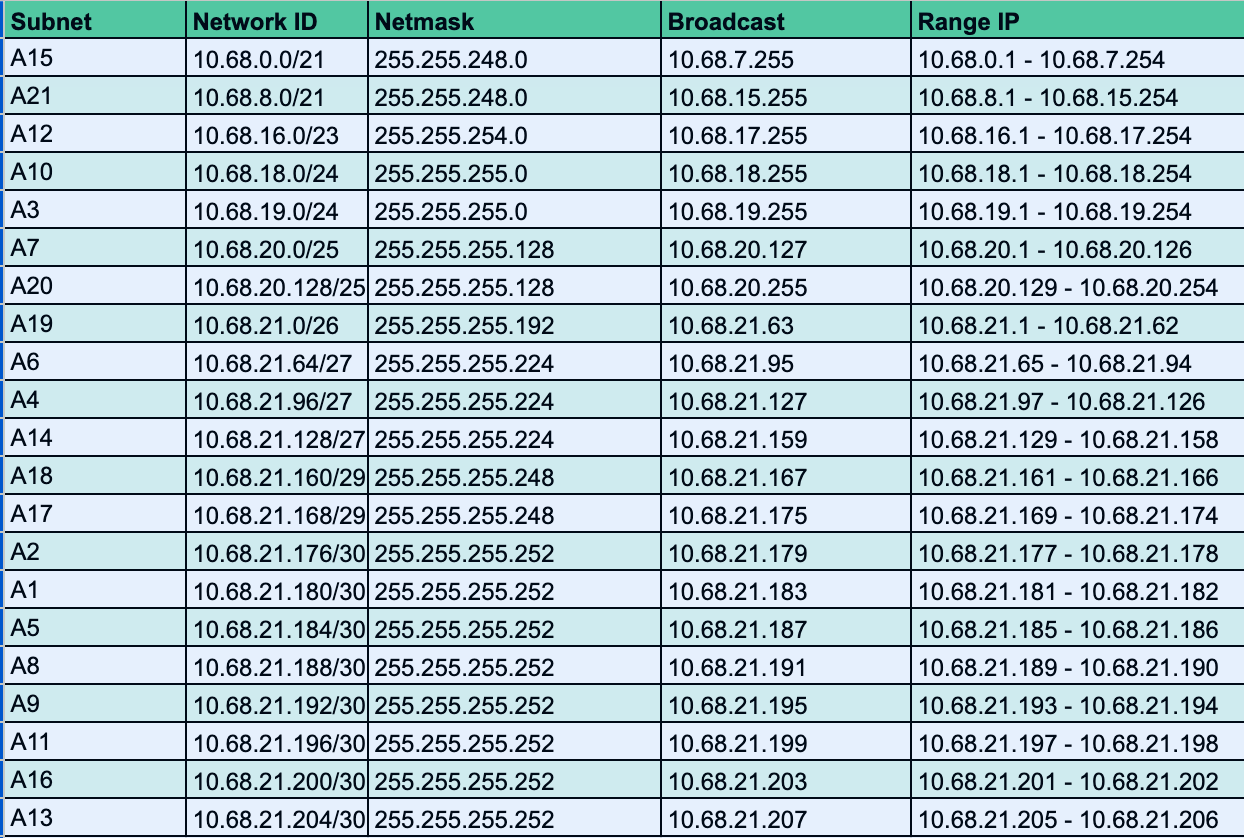 Subnet Network ID Netmask Broadcast Range IP
A15 10.68.0.0/21 255.255.248.0 10.68.7.255 10.68.0.1 - 10.68.7.254
A21 10.68.8.0/21 255.255.248.0 10.68.15.255 10.68.8.1 - 10.68.15.254
A12 10.68.16.0/23 255.255.254.0 10.68.17.255 10.68.16.1 - 10.68.17.254
A10 10.68.18.0/24 255.255.255.0 10.68.18.255 10.68.18.1 - 10.68.18.254
A3 10.68.19.0/24 255.255.255.0 10.68.19.255 10.68.19.1 - 10.68.19.254
A7 10.68.20.0/25 255.255.255.128 10.68.20.127 10.68.20.1 - 10.68.20.126
A20 10.68.20.128/25 255.255.255.128 10.68.20.255 10.68.20.129 - 10.68.20.254
A19 10.68.21.0/26 255.255.255.192 10.68.21.63 10.68.21.1 - 10.68.21.62
A6 10.68.21.64/27 255.255.255.224 10.68.21.95 10.68.21.65 - 10.68.21.94
A4 10.68.21.96/27 255.255.255.224 10.68.21.127 10.68.21.97 - 10.68.21.126
A14 10.68.21.128/27 255.255.255.224 10.68.21.159 10.68.21.129 - 10.68.21.158
A18 10.68.21.160/29 255.255.255.248 10.68.21.167 10.68.21.161 - 10.68.21.166
A17 10.68.21.168/29 255.255.255.248 10.68.21.175 10.68.21.169 - 10.68.21.174
A2 10.68.21.176/30 255.255.255.252 10.68.21.179 10.68.21.177 - 10.68.21.178
A1 10.68.21.180/30 255.255.255.252 10.68.21.183 10.68.21.181 - 10.68.21.182
A5 10.68.21.184/30 255.255.255.252 10.68.21.187 10.68.21.185 - 10.68.21.186
A8 10.68.21.188/30 255.255.255.252 10.68.21.191 10.68.21.189 - 10.68.21.190
A9 10.68.21.192/30 255.255.255.252 10.68.21.195 10.68.21.193 - 10.68.21.194
A11 10.68.21.196/30 255.255.255.252 10.68.21.199 10.68.21.197 - 10.68.21.198
A16 10.68.21.200/30 255.255.255.252 10.68.21.203 10.68.21.201 - 10.68.21.202
A13 10.68.21.204/30 255.255.255.252 10.68.21.207 10.68.21.205 - 10.68.21.206